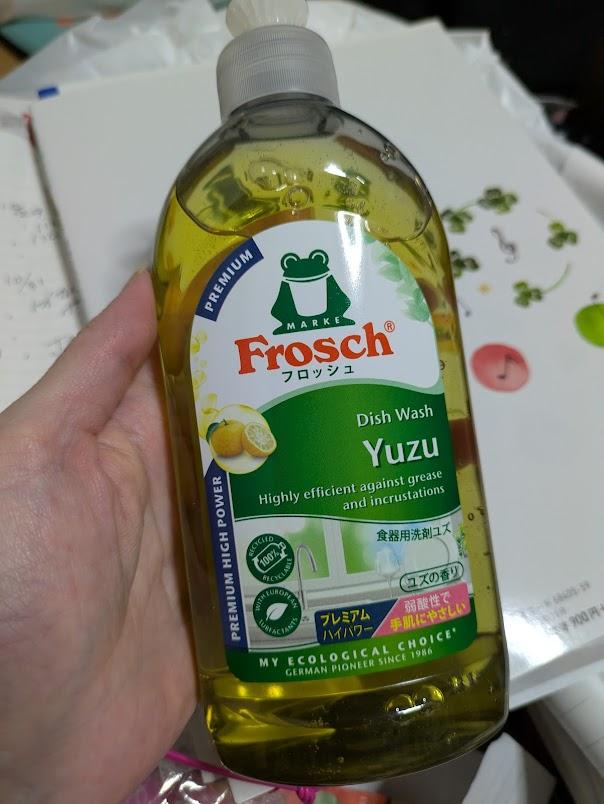 PREMIUM
MARKE
Frosch®
フロッシュ
Dish Wash
Yuzu
Highly efficient against grease
and incrustations
PREMIUM HIGH POWER
食器用洗剤ユズ
ユズの香り
RECYCLED
100%
RECYCLABLE
WITH EUROPEAN
SURFACTANTS
プレミアム
ハイパワー
弱酸性で
手肌にやさしい
MY ECOLOGICAL CHOICE*
GERMAN PIONEER SINCE 1986